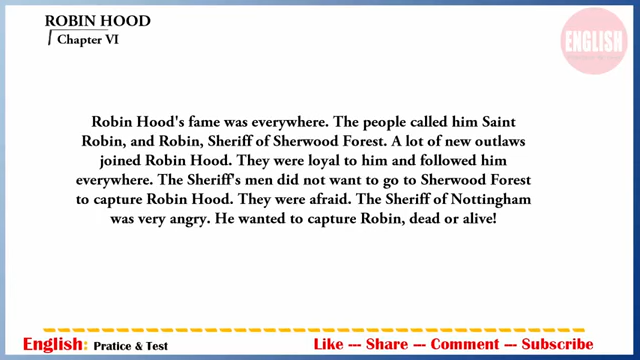 ROBIN HOOD
Chapter VI
ENGLISH
Robin Hood's fame was everywhere. The people called him Saint
Robin, and Robin, Sheriff of Sherwood Forest. A lot of new outlaws
joined Robin Hood. They were loyal to him and followed him
everywhere. The Sheriff's men did not want to go to Sherwood Forest
to capture Robin Hood. They were afraid. The Sheriff of Nottingham
was very angry. He wanted to capture Robin, dead or alive!
English: Pratice & Test
Like --- Share --- Comment --- Subscribe